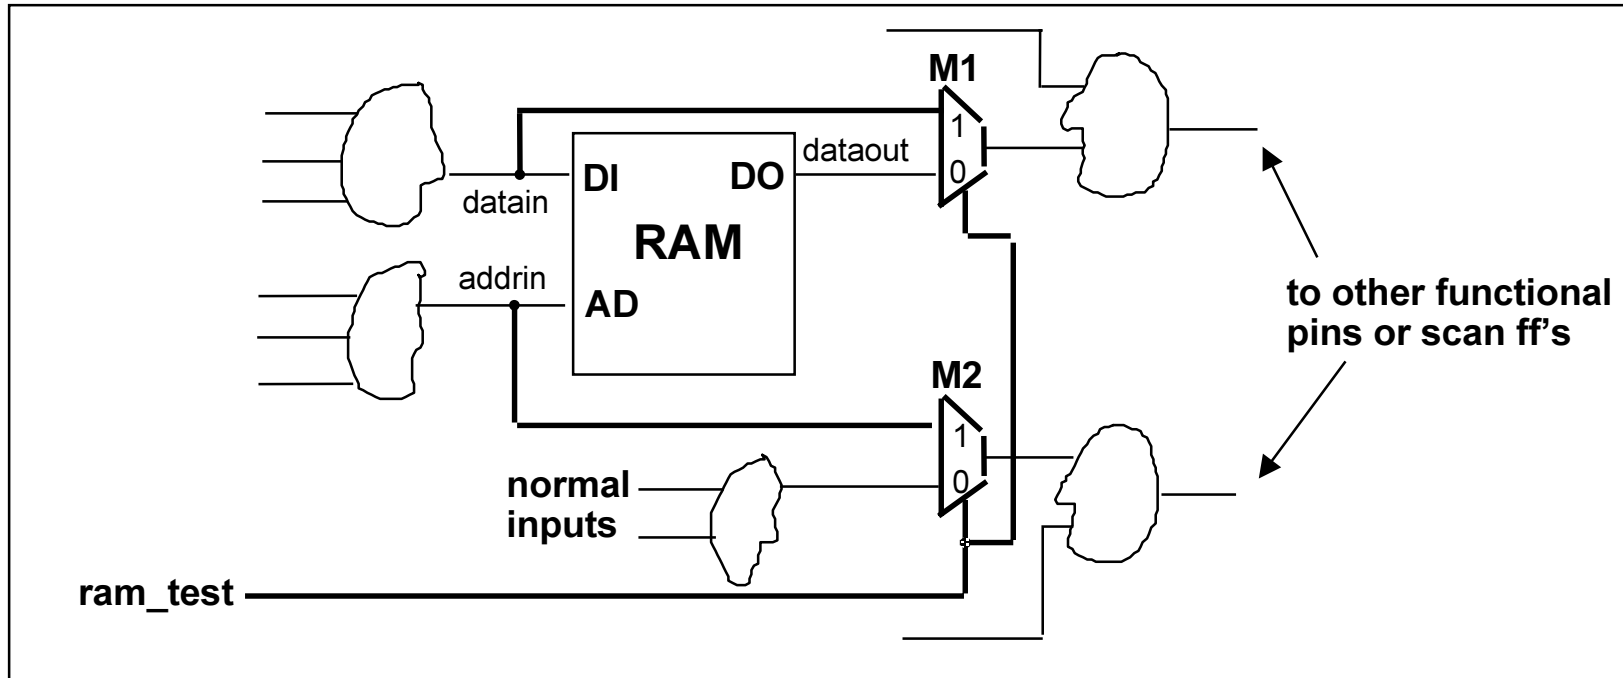 M1
1
0
dataout
DI
DO
datain
RAM
addrin
AD
to other functional
pins or scan ff's
M2
1
0
normal
inputs
ram_test